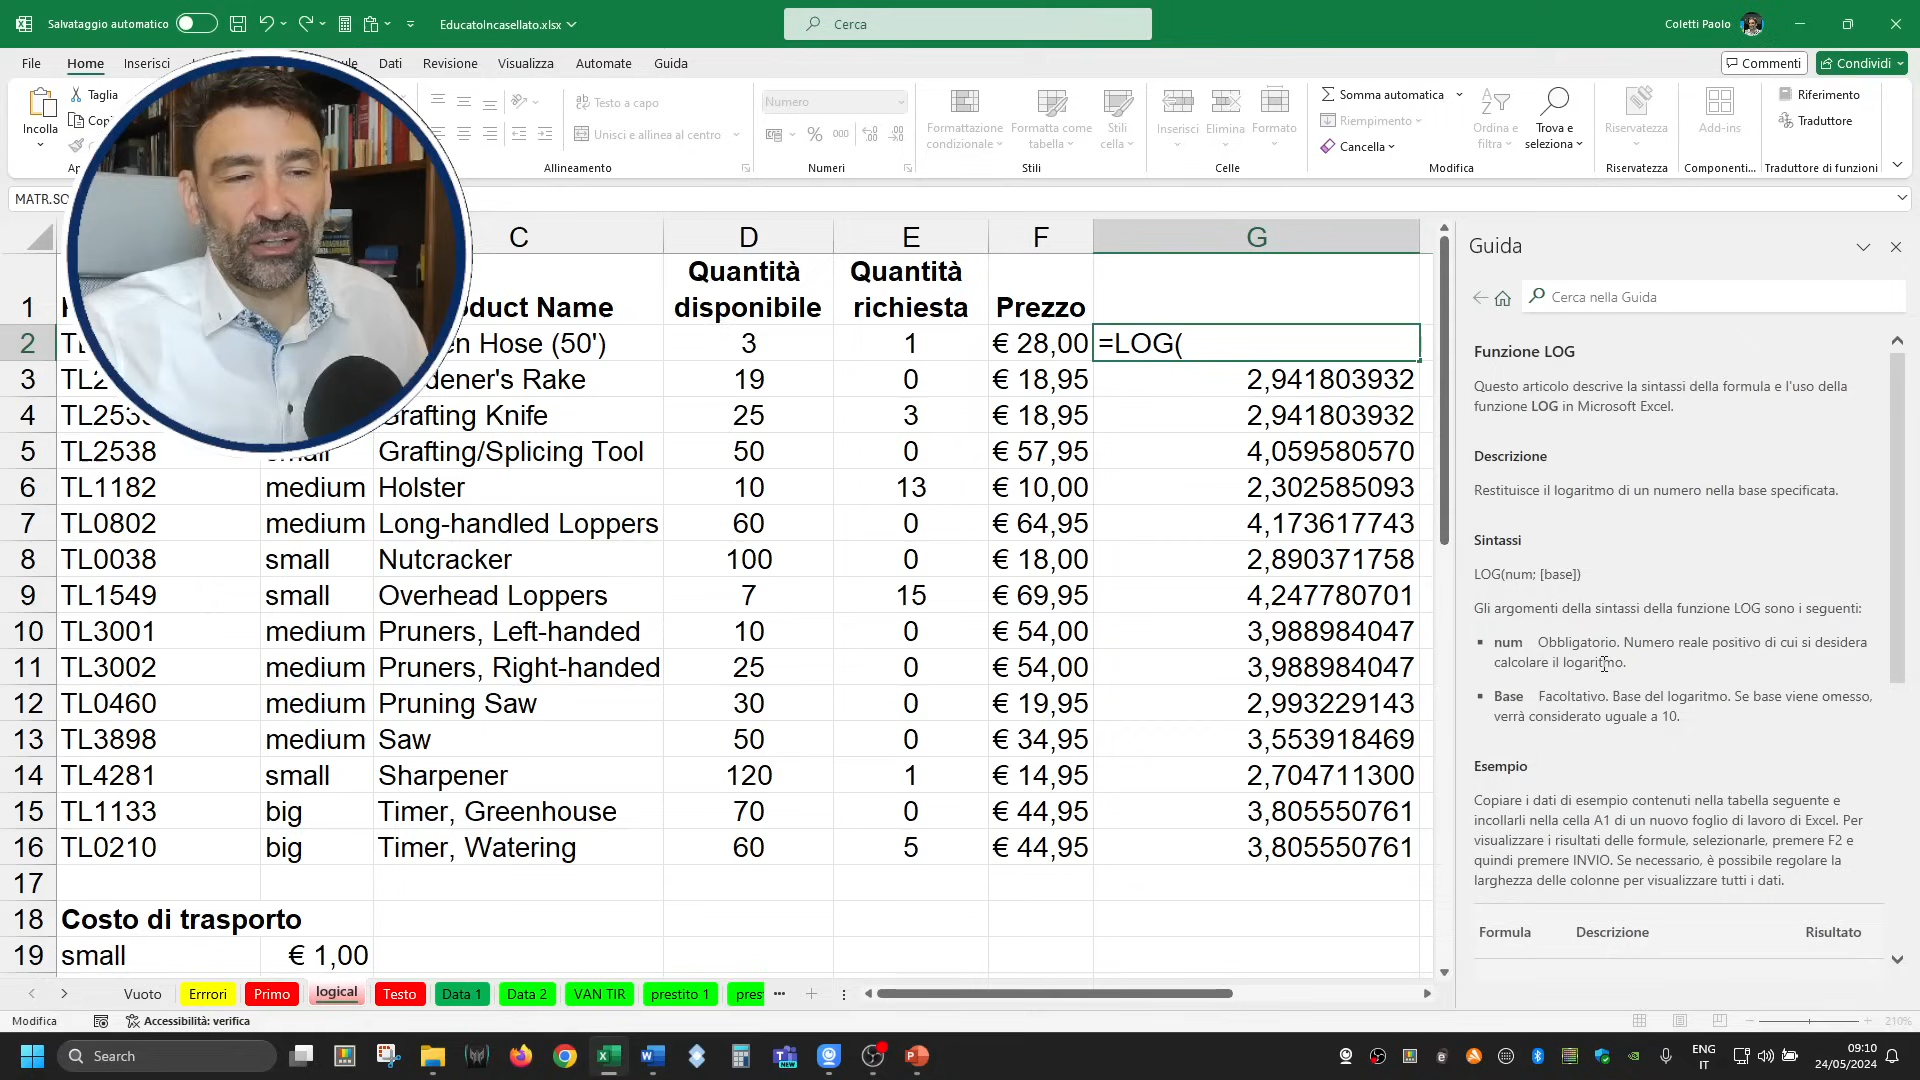 Salvataggio automatico
EducatoIncasellato.xlsx
Cerca
Coletti Paolo
File
Home
Inserisci
Dati
Revisione
Visualizza
Automate
Guida
Commenti
Condividi
Incolla
Taglia
Testo a capo
Unisci e allinea al centro
Allineamento
Numero
%
000
Numeri
Formattazione
condizionale
Formatta come
tabella
Stili
cella
Stili
Inserisci
Elimina
Formato
Celle
Somma automatica
Riempimento
Cancella
Ordina e
filtra
Trova e
seleziona
Modifica
Riservatezza
Riservatezza
Add-ins
Componenti...
Riferimento
Traduttore
Traduttore di funzioni
C D E F G
1 oduct Name Quantità disponibile Quantità richiesta Prezzo
2 en Hose (50') 3 1 € 28,00 =LOG(
3 dener's Rake 19 0 € 18,95 2,941803932
4 Grafting Knife 25 3 € 18,95 2,941803932
5 TL2538 small Grafting/Splicing Tool 50 0 € 57,95 4,059580570
6 TL1182 medium Holster 10 13 € 10,00 2,302585093
7 TL0802 medium Long-handled Loppers 60 0 € 64,95 4,173617743
8 TL0038 small Nutcracker 100 0 € 18,00 2,890371758
9 TL1549 small Overhead Loppers 7 15 € 69,95 4,247780701
10 TL3001 medium Pruners, Left-handed 10 0 € 54,00 3,988984047
11 TL3002 medium Pruners, Right-handed 25 0 € 54,00 3,988984047
12 TL0460 medium Pruning Saw 30 0 € 19,95 2,993229143
13 TL3898 medium Saw 50 0 € 34,95 3,553918469
14 TL4281 small Sharpener 120 1 € 14,95 2,704711300
15 TL1133 big Timer, Greenhouse 70 0 € 44,95 3,805550761
16 TL0210 big Timer, Watering 60 5 € 44,95 3,805550761
17
18 Costo di trasporto
19 small € 1,00
Guida
Cerca nella Guida
Funzione LOG
Questo articolo descrive la sintassi della formula e l'uso della
funzione LOG in Microsoft Excel.
Descrizione
Restituisce il logaritmo di un numero nella base specificata.
Sintassi
LOG(num; [base])
Gli argomenti della sintassi della funzione LOG sono i seguenti:
num Obbligatorio. Numero reale positivo di cui si desidera
calcolare il logaritmo.
Base Facoltativo. Base del logaritmo. Se base viene omesso,
verrà considerato uguale a 10.
Esempio
Copiare i dati di esempio contenuti nella tabella seguente e
incollarli nella cella A1 di un nuovo foglio di lavoro di Excel. Per
visualizzare i risultati delle formule, selezionarle, premere F2 e
quindi premere INVIO. Se necessario, è possibile regolare la
larghezza delle colonne per visualizzare tutti i dati.
Formula Descrizione Risultato
Vuoto Errrori Primo logical Testo Data 1 Data 2 VAN TIR prestito 1
Modifica
Accessibilità: verifica
210%
Search
ENG
IT
09:10
24/05/2024